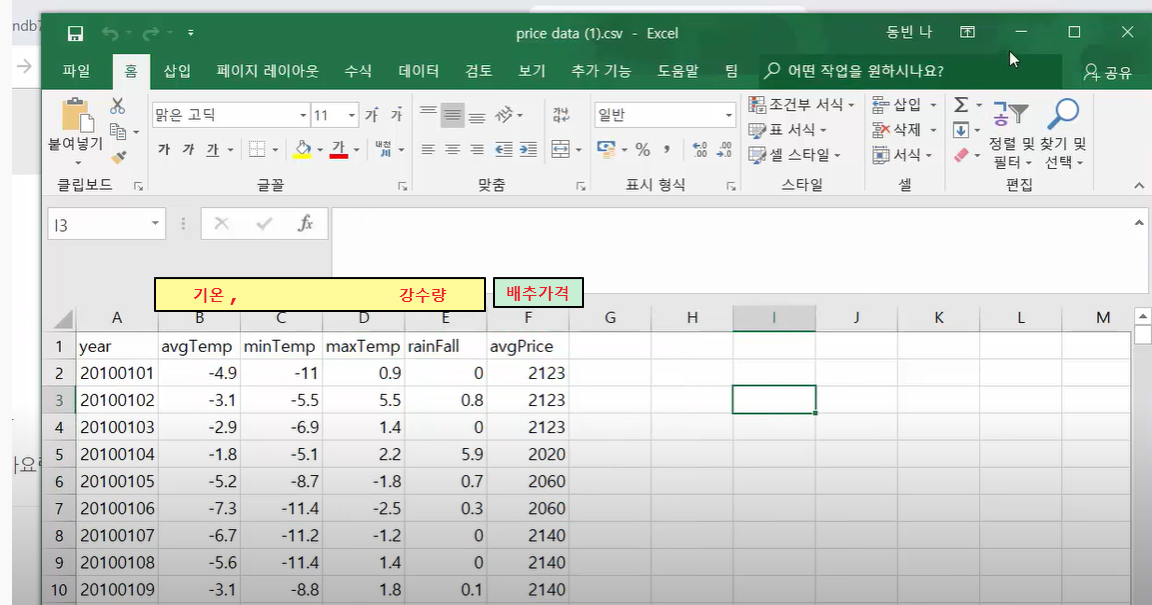 ndb7
price data (1).csv - Excel
동빈 나
파일 홈 삽입 페이지 레이아웃 수식 데이터 검토 보기 추가 기능 도움말 팀 어떤 작업을 원하시나요? 공유
붙여넣기
맑은 고딕 11 가 가
가 가 가 가 내천
일반
% ,
조건부 서식
표 서식
셀 스타일
삽입
삭제
서식
Σ
정렬 및 필터
찾기 및 선택
클립보드 글꼴 맞춤 표시 형식 스타일 셀 편집
I3 fx
기온 , 강수량 배추가격
A B C D E F G H I J K L M
1 year avgTemp minTemp maxTemp rainFall avgPrice
2 20100101 -4.9 -11 0.9 0 2123
3 20100102 -3.1 -5.5 5.5 0.8 2123
4 20100103 -2.9 -6.9 1.4 0 2123
5 20100104 -1.8 -5.1 2.2 5.9 2020
6 20100105 -5.2 -8.7 -1.8 0.7 2060
7 20100106 -7.3 -11.4 -2.5 0.3 2060
8 20100107 -6.7 -11.2 -1.2 0 2140
9 20100108 -5.6 -11.4 1.4 0 2140
10 20100109 -3.1 -8.8 1.8 0.1 2140